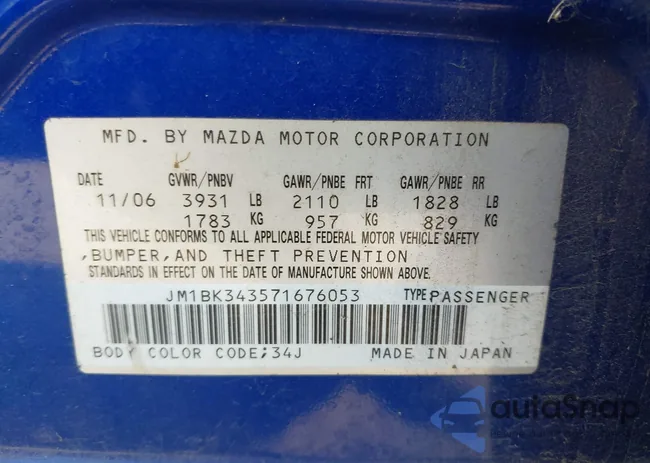 MFD. BY MAZDA MOTOR CORPORATION
DATE GVWR/PNBV GAWR/PNBE FRT GAWR/PNBE RR
11/06 3931 LB 2110 LB 1828 LB
1783 KG 957 KG 829 KG
THIS VEHICLE CONFORMS TO ALL APPLICABLE FEDERAL MOTOR VEHICLE SAFETY
,BUMPER,AND THEFT PREVENTION
STANDARDS IN EFFECT ON THE DATE OF MANUFACTURE SHOWN ABOVE.
JM1BK343571676053 TYPE:PASSENGER
BODY COLOR CODE;34J MADE IN JAPAN
autoSnap